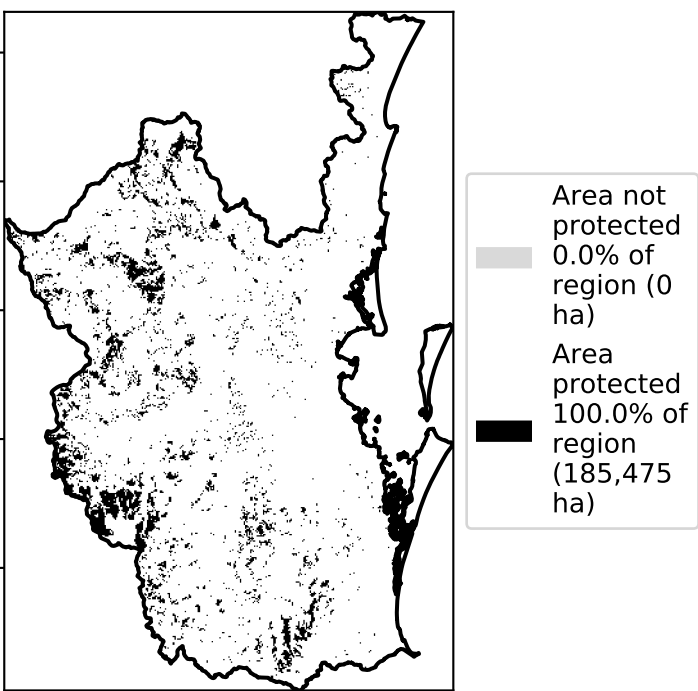 Area not
protected
0.0% of
region (0
ha)
Area
protected
100.0% of
region
(185,475
ha)